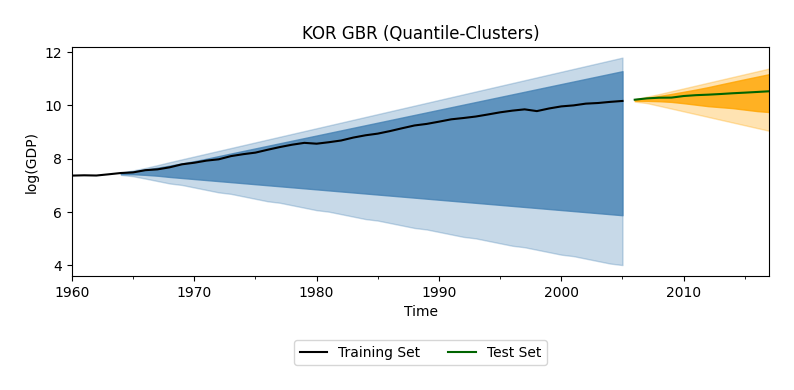 KOR GBR (Quantile-Clusters)
12
10
8
6
4
log(GDP)
1960 1970 1980 1990 2000 2010
Time
Training Set Test Set